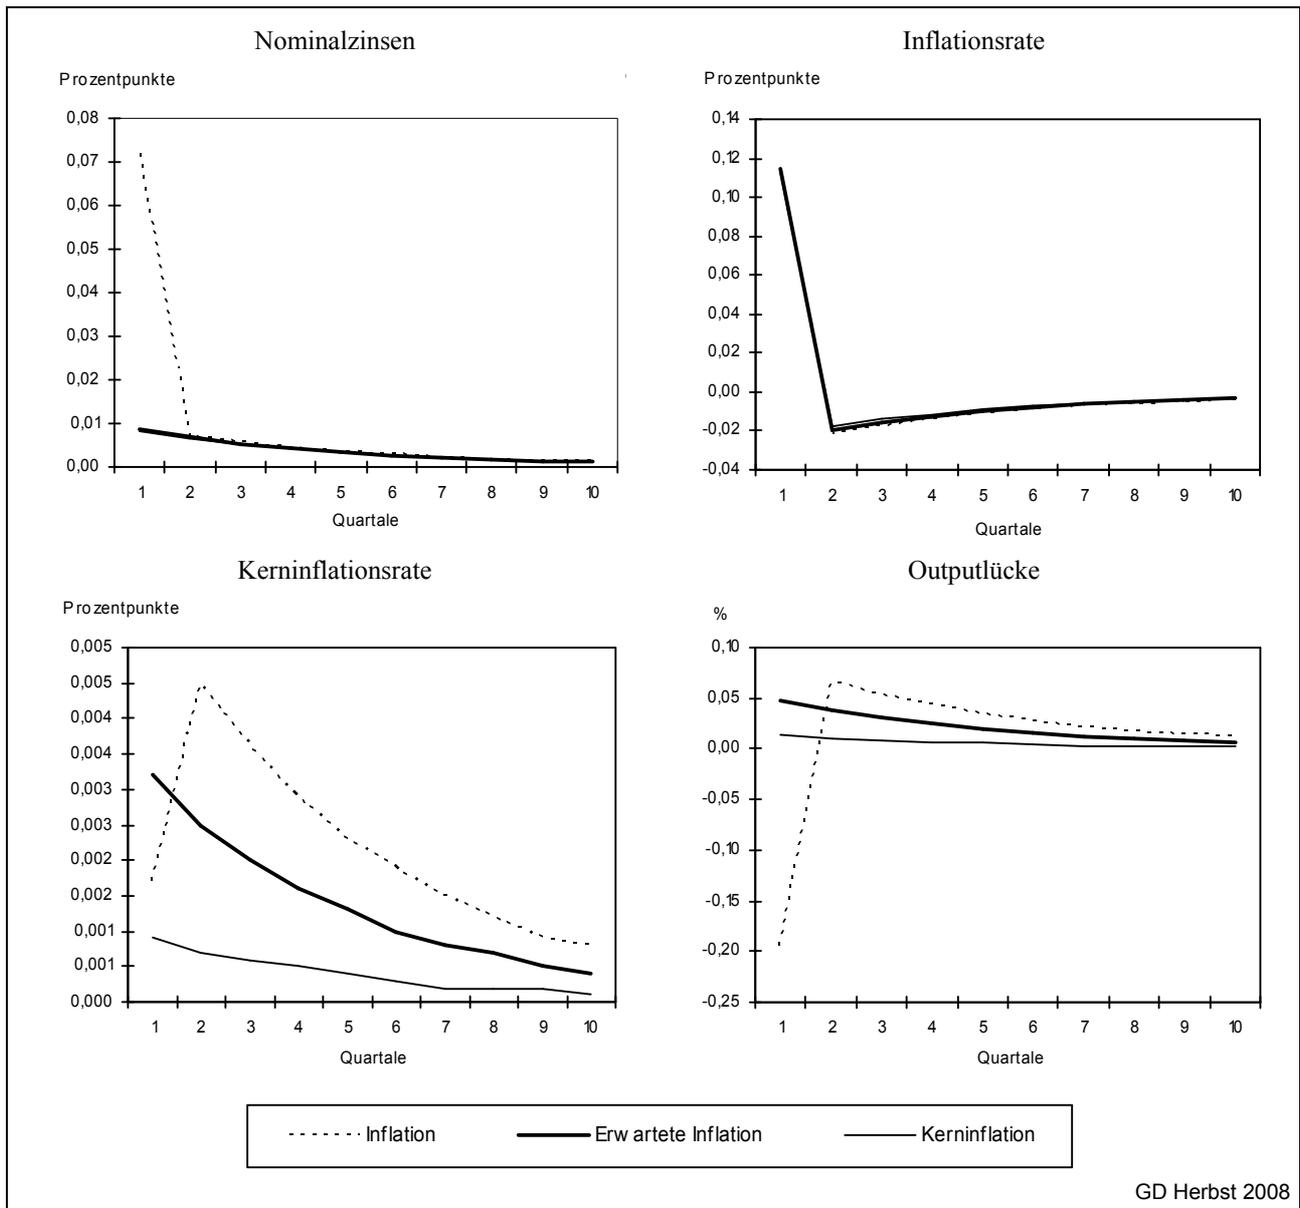 Nominalzinsen
Prozentpunkte
0,08
0,07
0,06
0,05
0,04
0,03
0,02
0,01
0,00
1 2 3 4 5 6 7 8 9 10
Quartale
Inflationsrate
Prozentpunkte
0,14
0,12
0,10
0,08
0,06
0,04
0,02
0,00
-0,02
-0,04
1 2 3 4 5 6 7 8 9 10
Quartale
Kerninflationsrate
Prozentpunkte
0,005
0,005
0,004
0,004
0,003
0,003
0,002
0,002
0,001
0,001
0,000
1 2 3 4 5 6 7 8 9 10
Quartale
Outputlücke
%
0,10
0,05
0,00
-0,05
-0,10
-0,15
-0,20
-0,25
1 2 3 4 5 6 7 8 9 10
Quartale
Inflation Erwartete Inflation Kerninflation
GD Herbst 2008